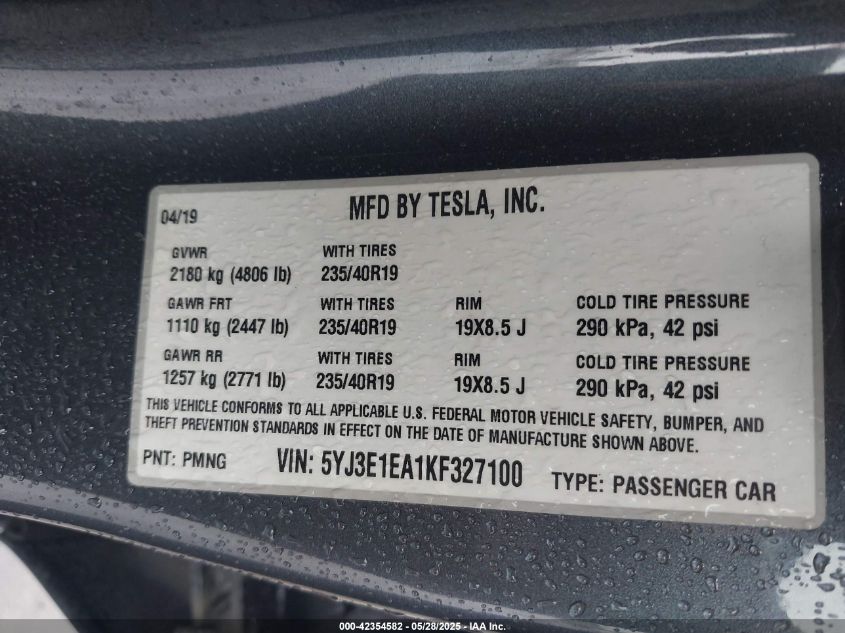 04/19 MFD BY TESLA, INC.
GVWR WITH TIRES
2180 kg (4806 lb) 235/40R19
GAWR FRT WITH TIRES RIM COLD TIRE PRESSURE
1110 kg (2447 lb) 235/40R19 19X8.5 J 290 kPa, 42 psi
GAWR RR WITH TIRES RIM COLD TIRE PRESSURE
1257 kg (2771 lb) 235/40R19 19X8.5 J 290 kPa, 42 psi
THIS VEHICLE CONFORMS TO ALL APPLICABLE U.S. FEDERAL MOTOR VEHICLE SAFETY, BUMPER, AND
THEFT PREVENTION STANDARDS IN EFFECT ON THE DATE OF MANUFACTURE SHOWN ABOVE.
PNT: PMNG VIN: 5YJ3E1EA1KF327100 TYPE: PASSENGER CAR
000-42354582 - 05/28/2025 - IAA Inc.